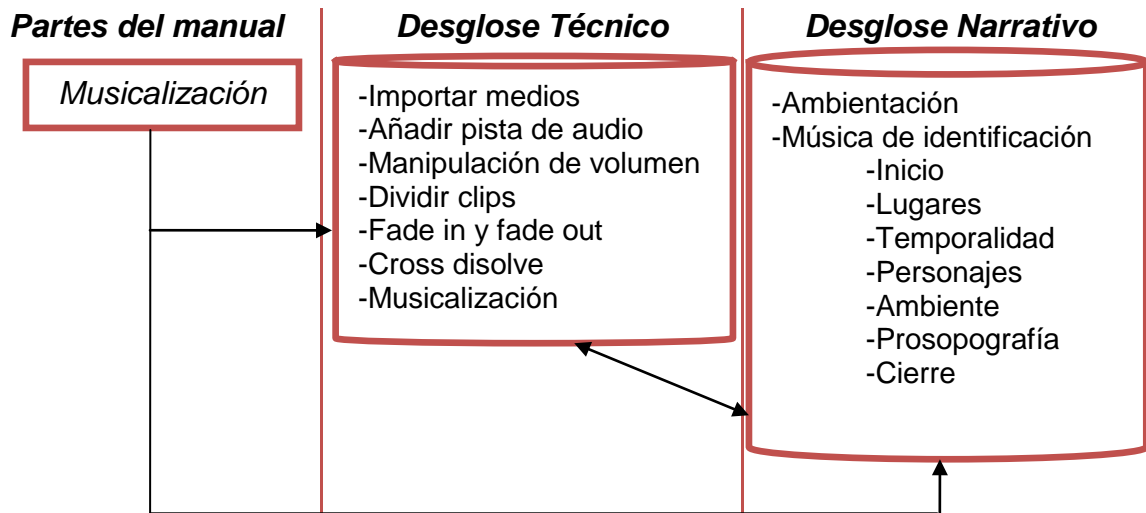 Partes del manual
Desglose Técnico
Desglose Narrativo
Musicalización
-Importar medios
-Añadir pista de audio
-Manipulación de volumen
-Dividir clips
-Fade in y fade out
-Cross disolve
-Musicalización
-Ambientación
-Música de identificación
-Inicio
-Lugares
-Temporalidad
-Personajes
-Ambiente
-Prosopografía
-Cierre